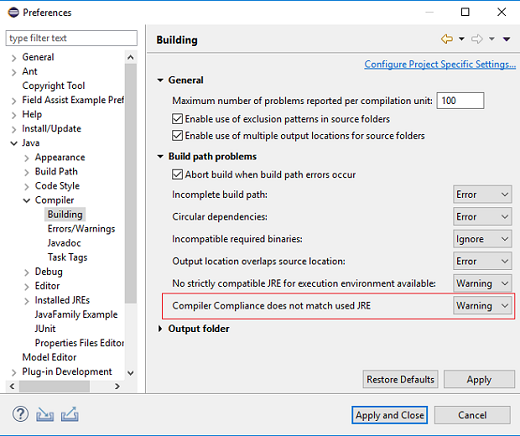 Preferences
type filter text
General
Ant
Copyright Tool
Field Assist Example Pref
Help
Install/Update
Java
Appearance
Build Path
Code Style
Compiler
Building
Errors/Warnings
Javadoc
Task Tags
Debug
Editor
Installed JREs
JavaFamily Example
JUnit
Properties Files Editor
Model Editor
Plug-in Development
Building
Configure Project Specific Settings...
General
Maximum number of problems reported per compilation unit: 100
Enable use of exclusion patterns in source folders
Enable use of multiple output locations for source folders
Build path problems
Abort build when build path errors occur
Incomplete build path: Error
Circular dependencies: Error
Incompatible required binaries: Ignore
Output location overlaps source location: Error
No strictly compatible JRE for execution environment available: Warning
Compiler Compliance does not match used JRE Warning
Output folder
Restore Defaults Apply
Apply and Close Cancel